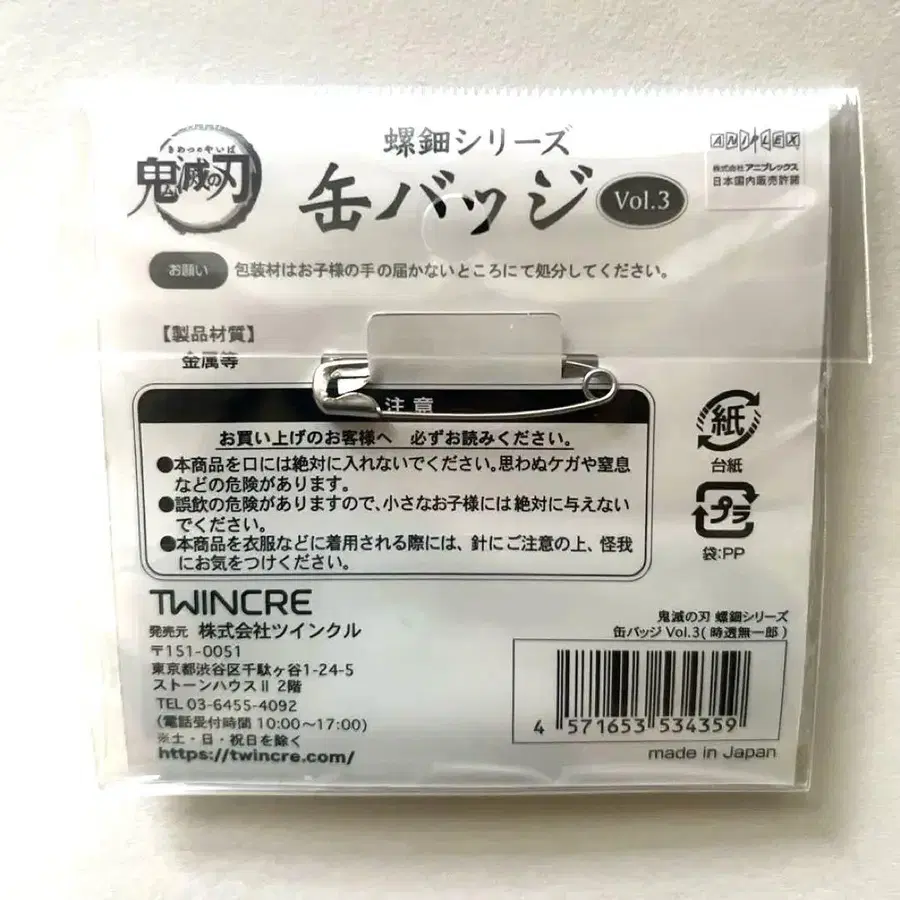 きめつのやいば
鬼滅の刃
螺鈿シリーズ
缶バッジ Vol.3
ANIPLEX
株式会社アニプレックス
日本国内販売許諾
お願い 包装材はお子様の手の届かないところにて処分してください。
【製品材質】
金属等
注意
お買い上げのお客様へ 必ずお読みください。
●本商品を口には絶対に入れないでください。思わぬケガや窒息
などの危険があります。
●誤飲の危険がありますので、小さなお子様には絶対に与えない
でください。
●本商品を衣服などに着用される際には、針にご注意の上、怪我
にお気をつけください。
紙
台紙
プラ
袋:PP
TWINCRE
発売元 株式会社ツインクル
〒151-0051
東京都渋谷区千駄ヶ谷1-24-5
ストーンハウスⅡ 2階
TEL 03-6455-4092
(電話受付時間 10:00〜17:00)
※土・日・祝日を除く
https://twincre.com/
鬼滅の刃 螺鈿シリーズ
缶バッジ Vol.3(時透無一郎)
4 571653 534359
made in Japan